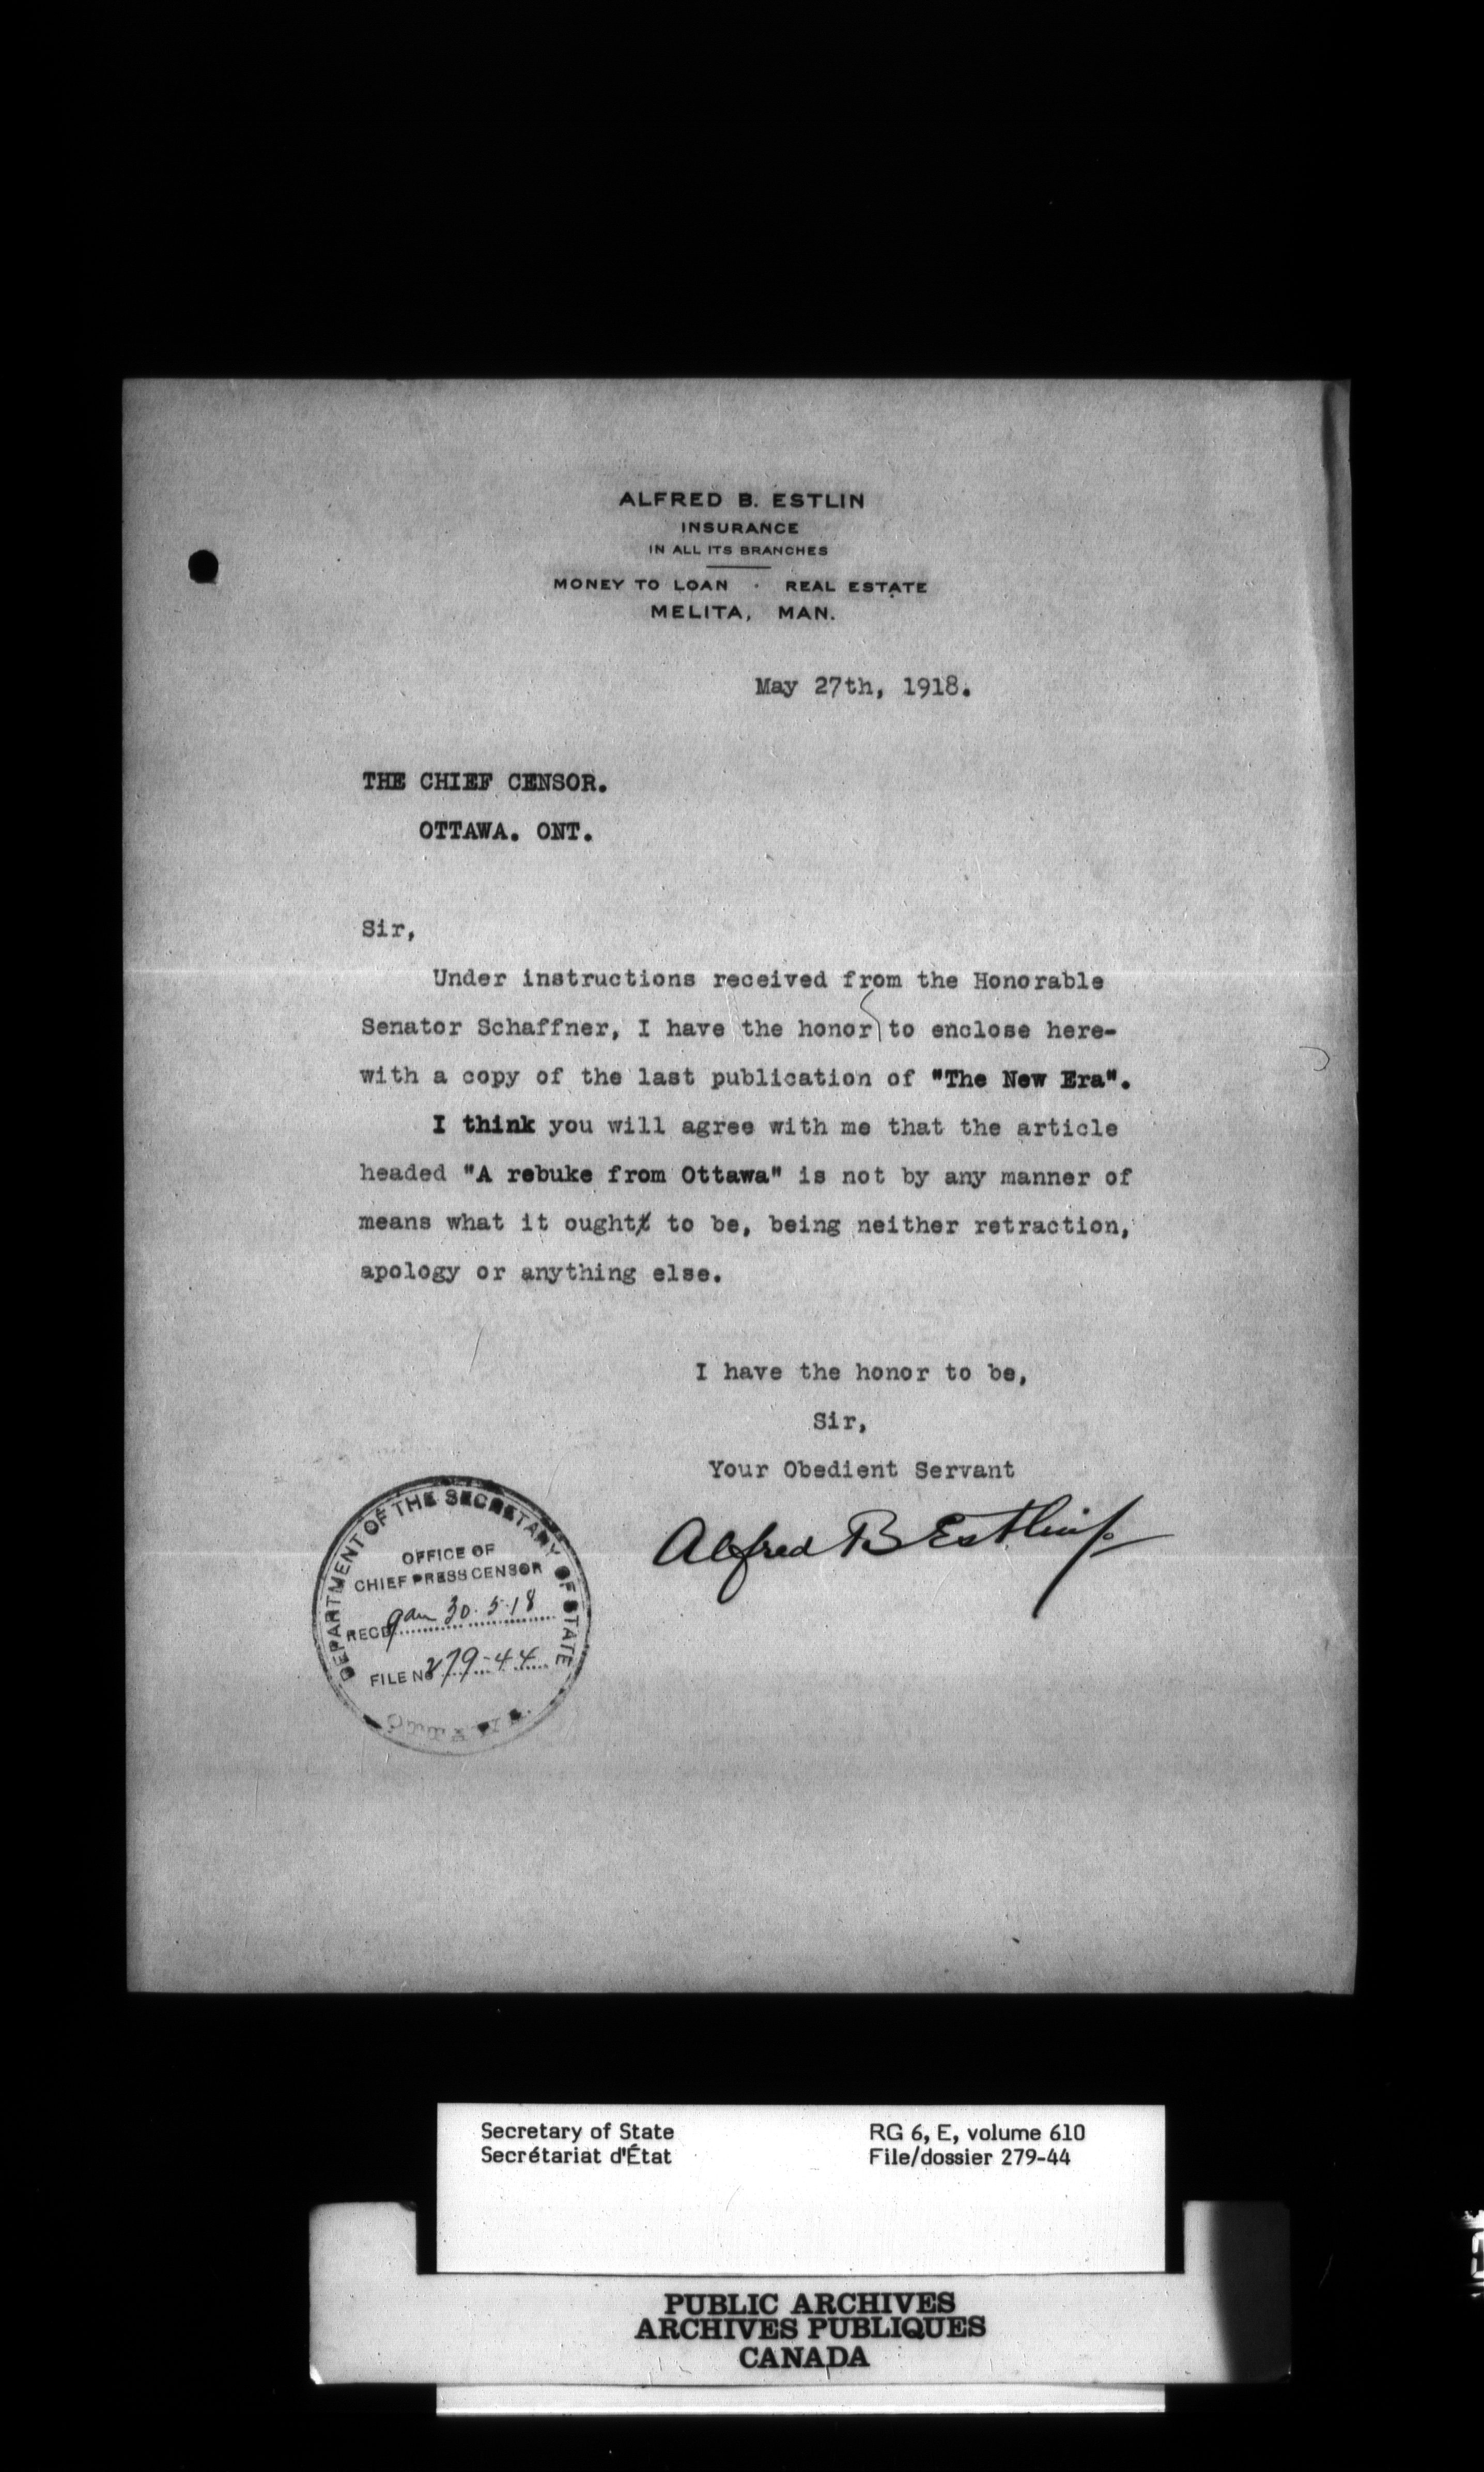 ALFRED B. ESTLIN
INSURANCE
IN ALL ITS BRANCHES
MONEY TO LOAN · REAL ESTATE
MELITA, MAN.
May 27th, 1918.
THE CHIEF CENSOR.
OTTAWA. ONT.
Sir,
Under instructions received from the Honorable
Senator Schaffner, I have the honor to enclose here-
with a copy of the last publication of "The New Era".
I think you will agree with me that the article
headed "A rebuke from Ottawa" is not by any manner of
means what it ought to be, being neither retraction,
apology or anything else.
I have the honor to be,
Sir,
Your Obedient Servant
Alfred B Estlin
DEPARTMENT OF THE SECRETARY OF STATE
OFFICE OF
CHIEF PRESS CENSOR
RECD 30.5.18
FILE No 279-44
OTTAWA.
Secretary of State
Secrétariat d'État
RG 6, E, volume 610
File/dossier 279-44
PUBLIC ARCHIVES
ARCHIVES PUBLIQUES
CANADA